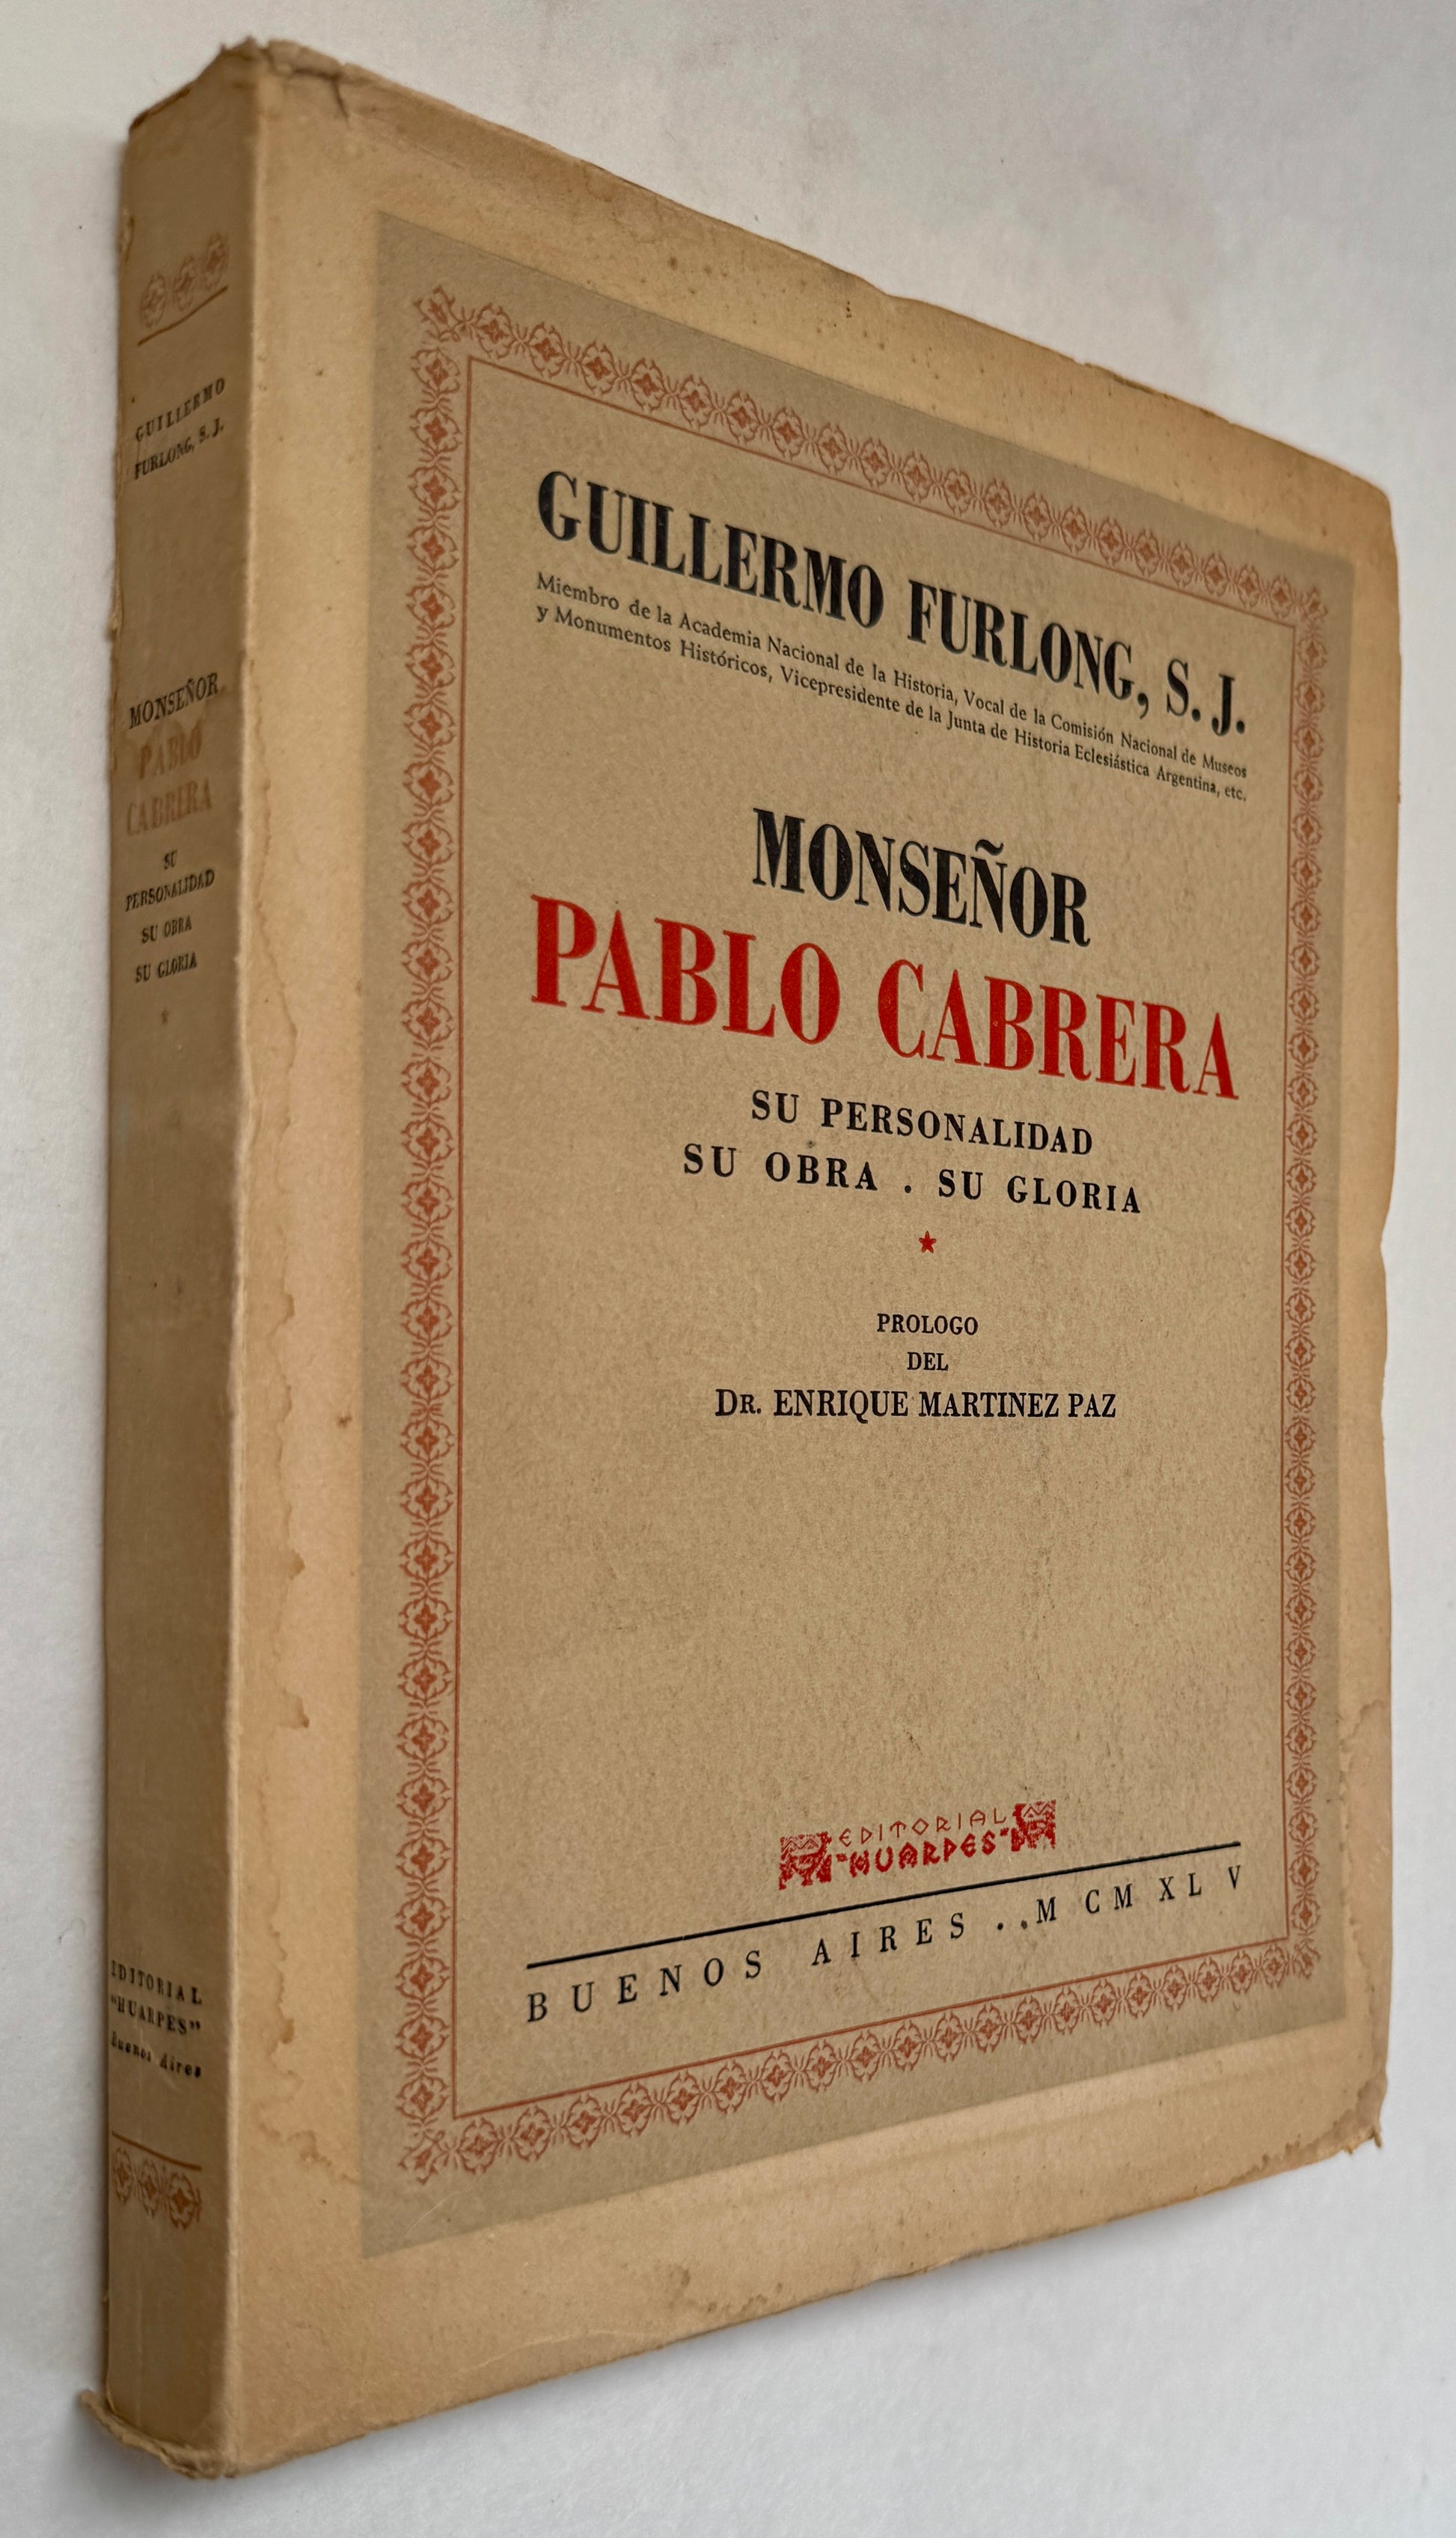 GUILLERMO
FURLONG, S. J.
MONSEÑOR
PABLO
CABRERA
SU
PERSONALIDAD
SU OBRA
SU GLORIA
EDITORIAL
"HUARPES"
Buenos Aires
GUILLERMO FURLONG, S. J.
Miembro de la Academia Nacional de la Historia, Vocal de la Comisión Nacional de Museos
y Monumentos Históricos, Vicepresidente de la Junta de Historia Eclesiástica Argentina, etc.
MONSEÑOR
PABLO CABRERA
SU PERSONALIDAD
SU OBRA . SU GLORIA
PROLOGO
DEL
DR. ENRIQUE MARTINEZ PAZ
EDITORIAL
"HUARPES"
BUENOS AIRES . . M CM XL V